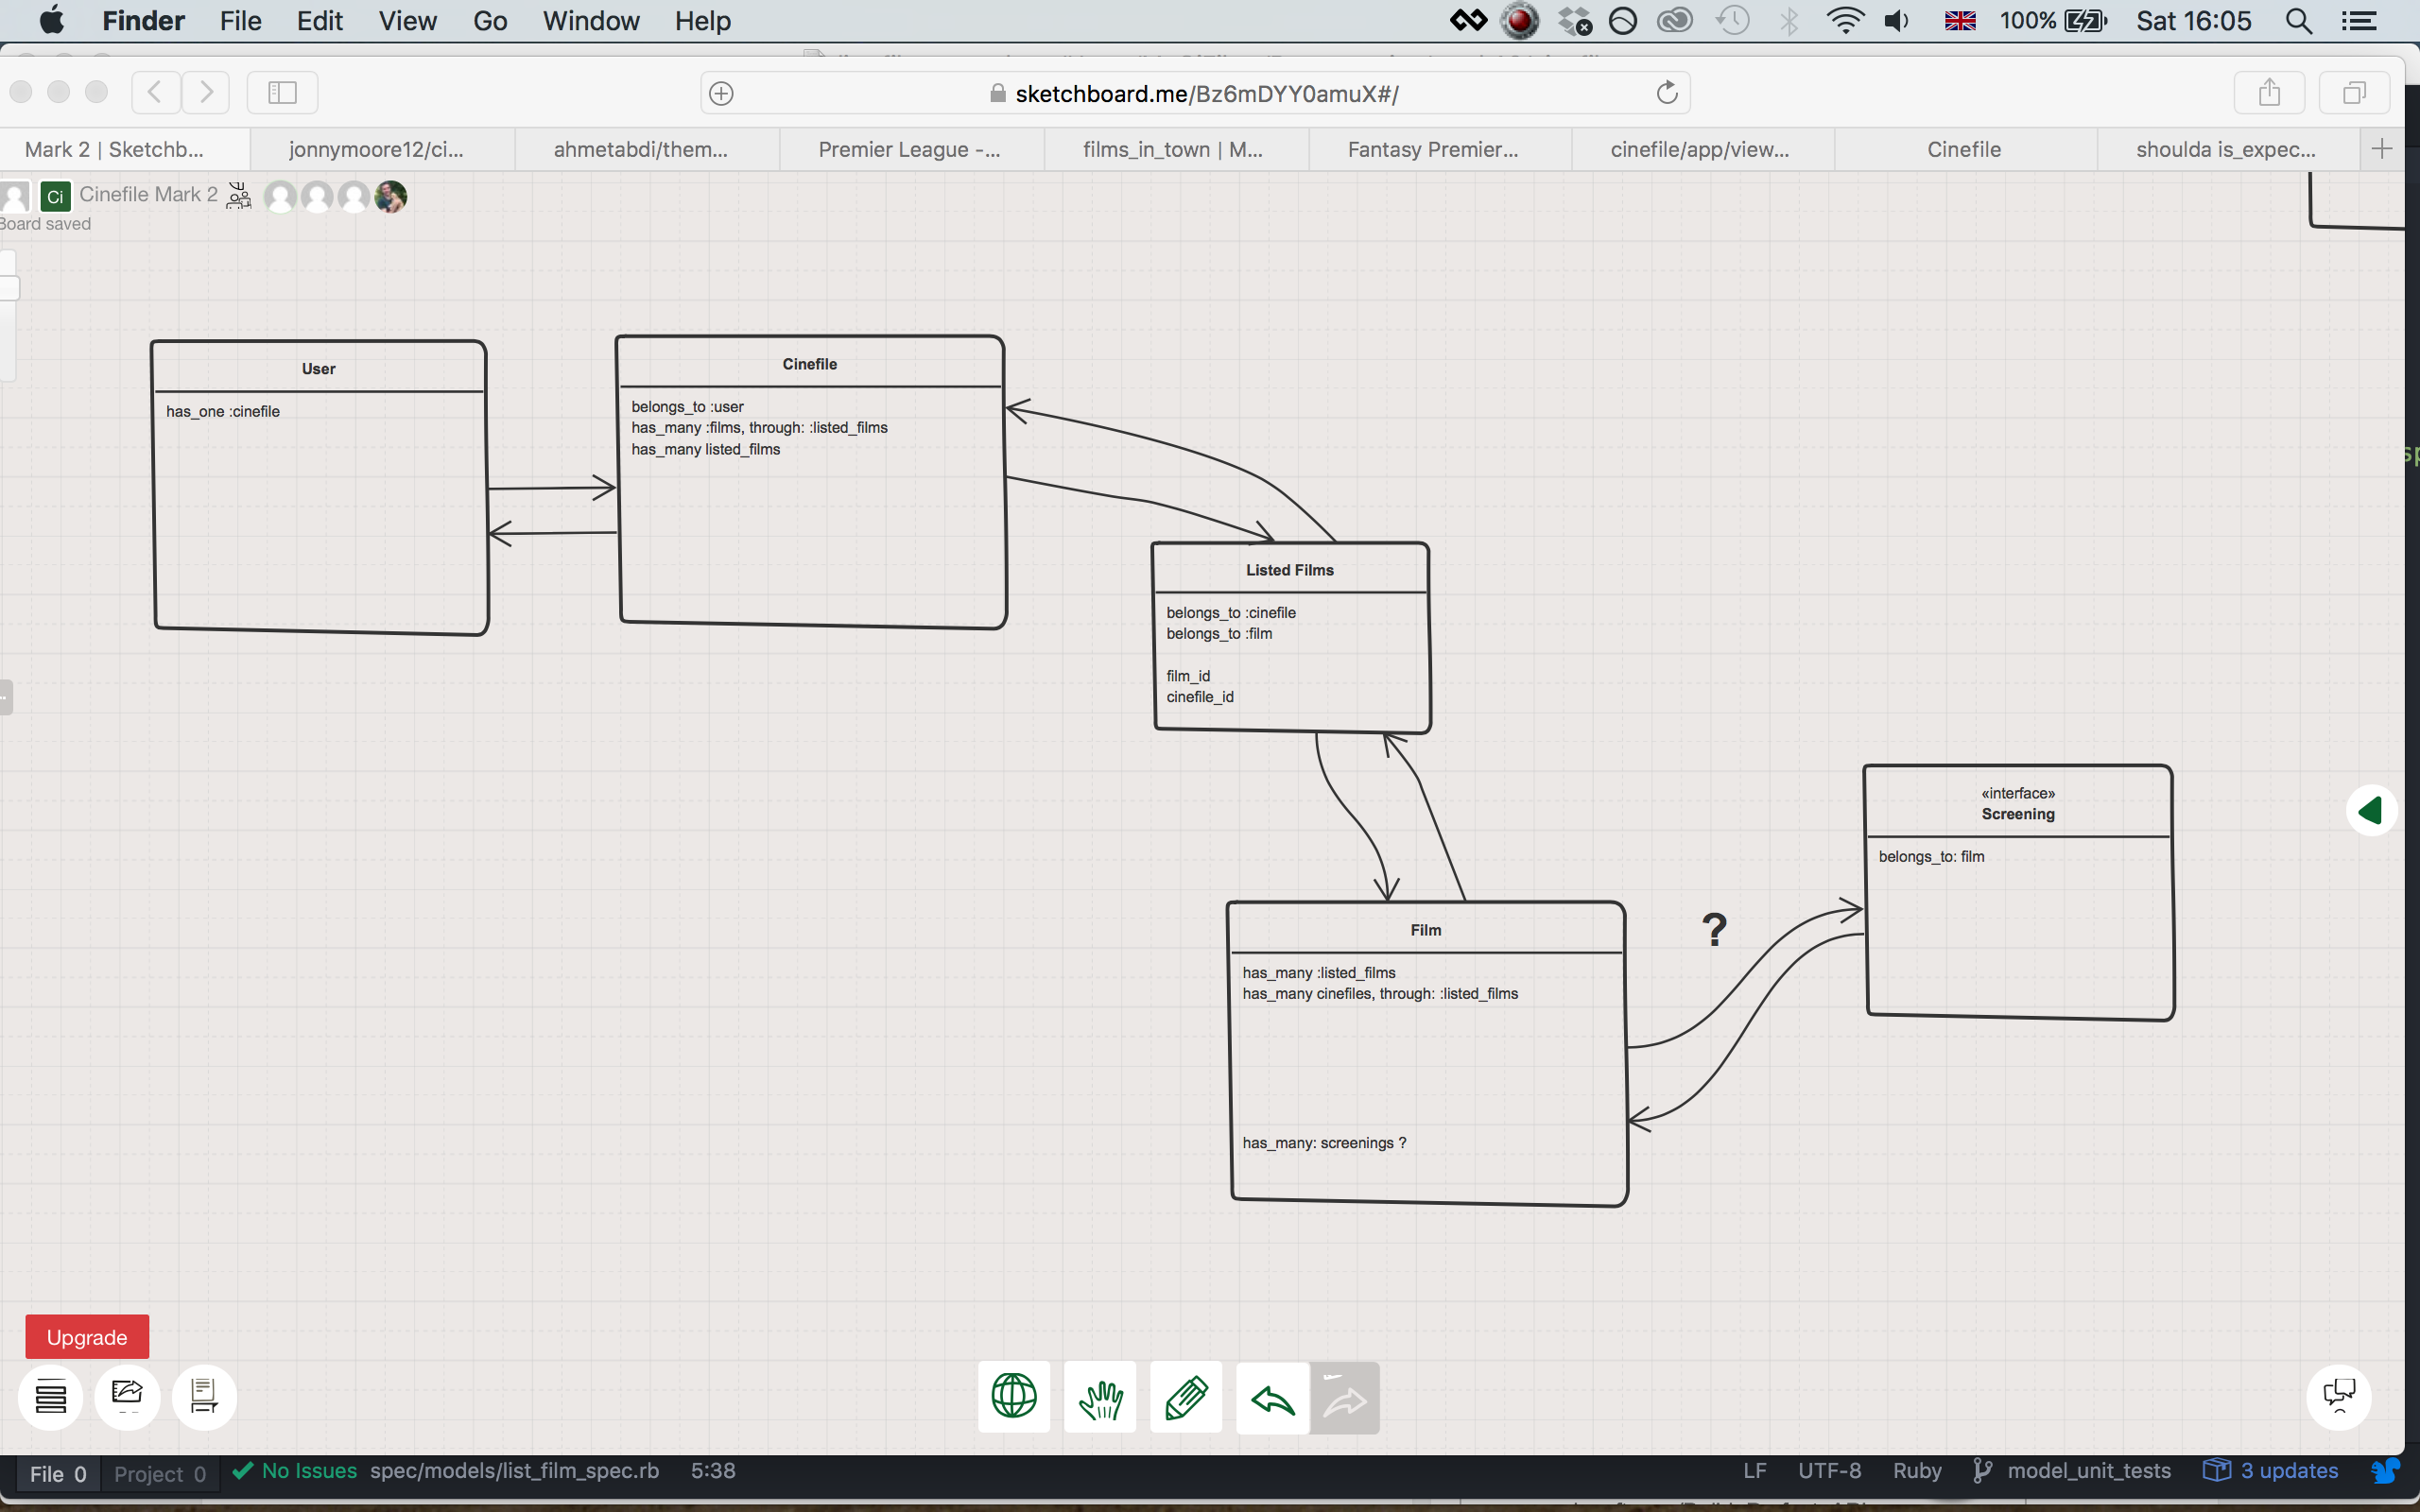 Finder File Edit View Go Window Help 100% Sat 16:05
sketchboard.me/Bz6mDYY0amuX#/
Mark 2 | Sketchb... jonnymoore12/ci... ahmetabdi/them... Premier League -... films_in_town | M... Fantasy Premier... cinefile/app/view... Cinefile shoulda is_expec...
Ci Cinefile Mark 2
Board saved
User
has_one :cinefile
Cinefile
belongs_to :user
has_many :films, through: :listed_films
has_many listed_films
Listed Films
belongs_to :cinefile
belongs_to :film
film_id
cinefile_id
«interface»
Screening
belongs_to: film
?
Film
has_many :listed_films
has_many cinefiles, through: :listed_films
has_many: screenings ?
Upgrade
File 0 Project 0 No Issues spec/models/list_film_spec.rb 5:38 LF UTF-8 Ruby model_unit_tests 3 updates